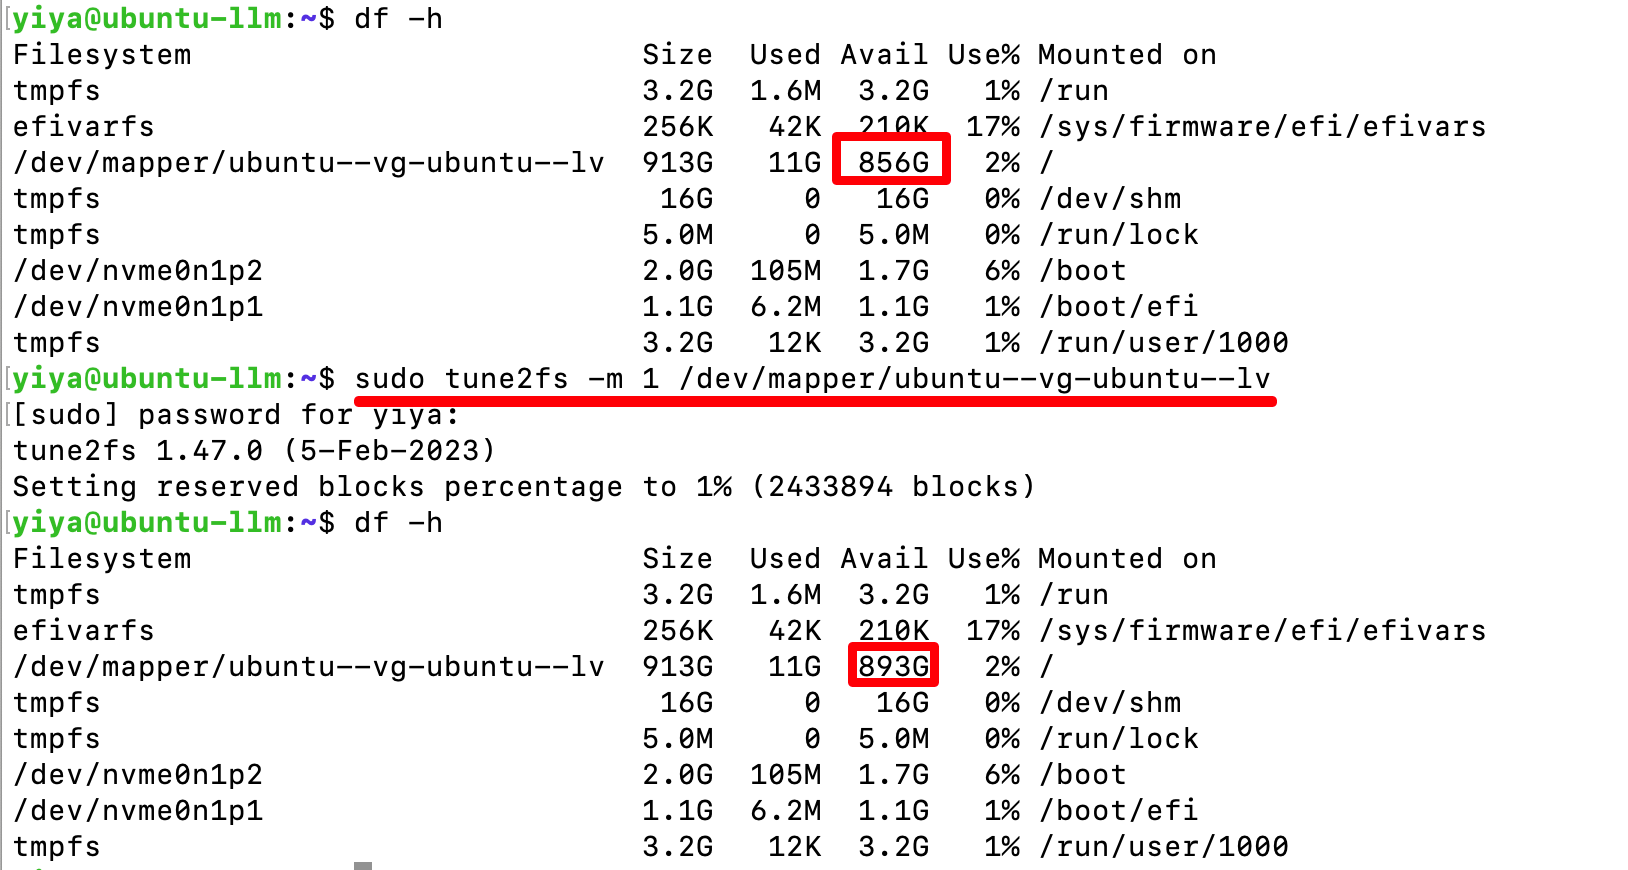 yiya@ubuntu-llm:~$ df -h
Filesystem                         Size  Used Avail Use% Mounted on
tmpfs                              3.2G  1.6M  3.2G   1% /run
efivarfs                           256K   42K  210K  17% /sys/firmware/efi/efivars
/dev/mapper/ubuntu--vg-ubuntu--lv  913G   11G  856G   2% /
tmpfs                               16G     0   16G   0% /dev/shm
tmpfs                              5.0M     0  5.0M   0% /run/lock
/dev/nvme0n1p2                     2.0G  105M  1.7G   6% /boot
/dev/nvme0n1p1                     1.1G  6.2M  1.1G   1% /boot/efi
tmpfs                              3.2G   12K  3.2G   1% /run/user/1000
yiya@ubuntu-llm:~$ sudo tune2fs -m 1 /dev/mapper/ubuntu--vg-ubuntu--lv
[sudo] password for yiya:
tune2fs 1.47.0 (5-Feb-2023)
Setting reserved blocks percentage to 1% (2433894 blocks)
yiya@ubuntu-llm:~$ df -h
Filesystem                         Size  Used Avail Use% Mounted on
tmpfs                              3.2G  1.6M  3.2G   1% /run
efivarfs                           256K   42K  210K  17% /sys/firmware/efi/efivars
/dev/mapper/ubuntu--vg-ubuntu--lv  913G   11G  893G   2% /
tmpfs                               16G     0   16G   0% /dev/shm
tmpfs                              5.0M     0  5.0M   0% /run/lock
/dev/nvme0n1p2                     2.0G  105M  1.7G   6% /boot
/dev/nvme0n1p1                     1.1G  6.2M  1.1G   1% /boot/efi
tmpfs                              3.2G   12K  3.2G   1% /run/user/1000